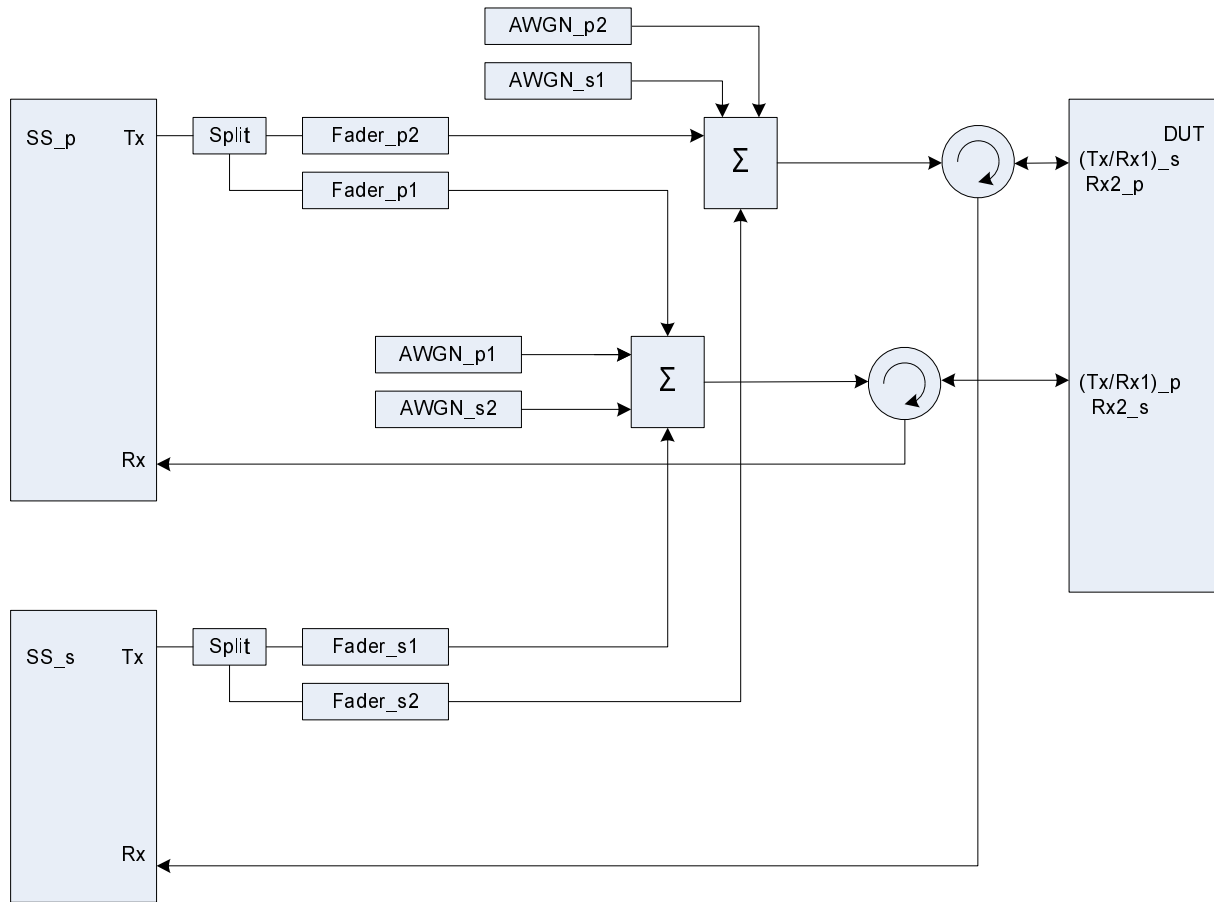 AWGN_p2
AWGN_s1
SS_p
Tx
Split
Fader_p2
Fader_p1
Σ
DUT
(Tx/Rx1)_s
Rx2_p
AWGN_p1
AWGN_s2
Σ
(Tx/Rx1)_p
Rx2_s
Rx
SS_s
Tx
Split
Fader_s1
Fader_s2
Rx